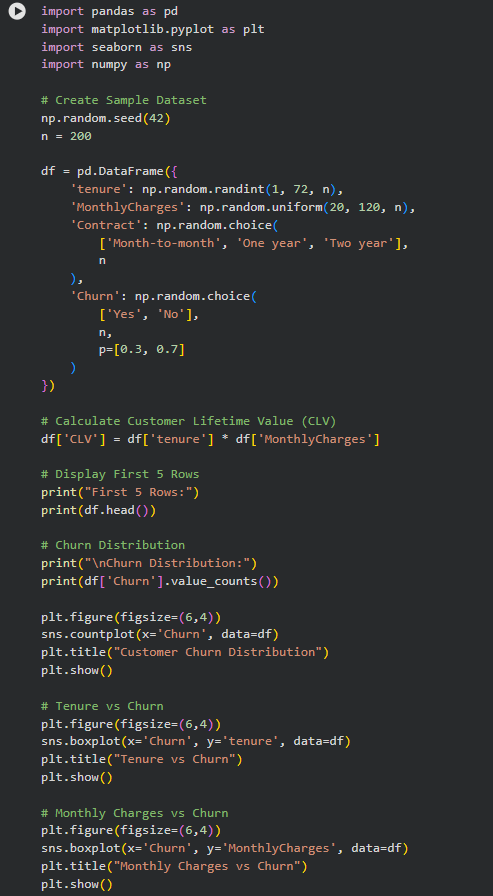 import pandas as pd
import matplotlib.pyplot as plt
import seaborn as sns
import numpy as np

# Create Sample Dataset
np.random.seed(42)
n = 200

df = pd.DataFrame({
    'tenure': np.random.randint(1, 72, n),
    'MonthlyCharges': np.random.uniform(20, 120, n),
    'Contract': np.random.choice(
        ['Month-to-month', 'One year', 'Two year'],
        n
    ),
    'Churn': np.random.choice(
        ['Yes', 'No'],
        n,
        p=[0.3, 0.7]
    )
})

# Calculate Customer Lifetime Value (CLV)
df['CLV'] = df['tenure'] * df['MonthlyCharges']

# Display First 5 Rows
print("First 5 Rows:")
print(df.head())

# Churn Distribution
print("\nChurn Distribution:")
print(df['Churn'].value_counts())

plt.figure(figsize=(6,4))
sns.countplot(x='Churn', data=df)
plt.title("Customer Churn Distribution")
plt.show()

# Tenure vs Churn
plt.figure(figsize=(6,4))
sns.boxplot(x='Churn', y='tenure', data=df)
plt.title("Tenure vs Churn")
plt.show()

# Monthly Charges vs Churn
plt.figure(figsize=(6,4))
sns.boxplot(x='Churn', y='MonthlyCharges', data=df)
plt.title("Monthly Charges vs Churn")
plt.show()